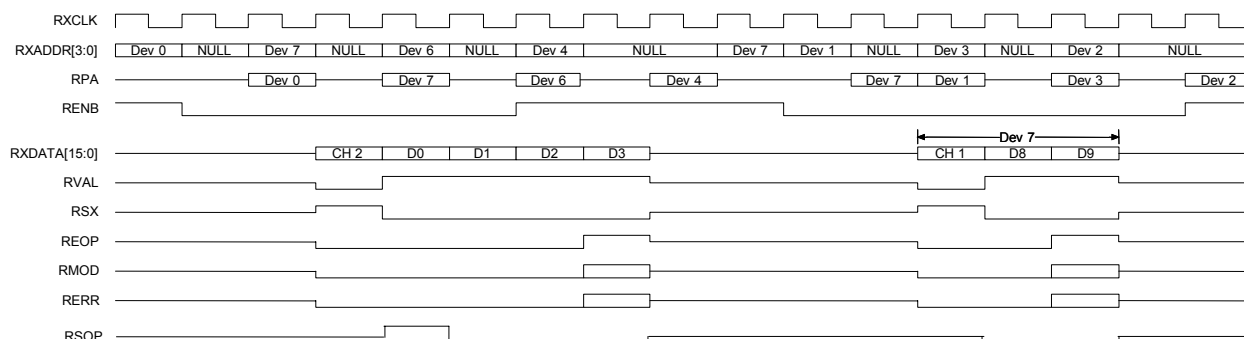 RXCLK
RXADDR[3:0] Dev 0 NULL Dev 7 NULL Dev 6 NULL Dev 4 NULL Dev 7 Dev 1 NULL Dev 3 NULL Dev 2 NULL
RPA Dev 0 Dev 7 Dev 6 Dev 4 Dev 7 Dev 1 Dev 3 Dev 2
RENB
Dev 7
RXDATA[15:0] CH 2 D0 D1 D2 D3 CH 1 D8 D9
RVAL
RSX
REOP
RMOD
RERR
RSOP